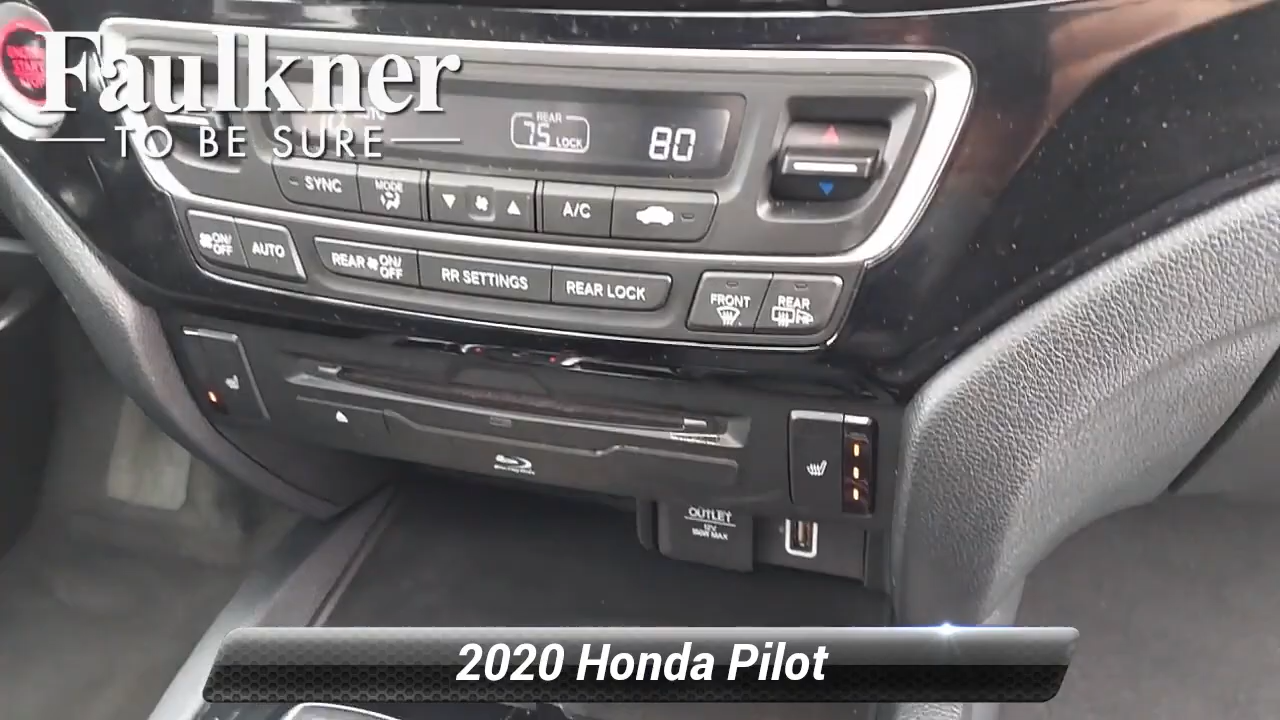 Faulkner
TO BE SURE
REAR
75 LOCK
80
SYNC
MODE
A/C
ON/OFF
AUTO
REAR ON/OFF
RR SETTINGS
REAR LOCK
FRONT
REAR
OUTLET
12V
2020 Honda Pilot